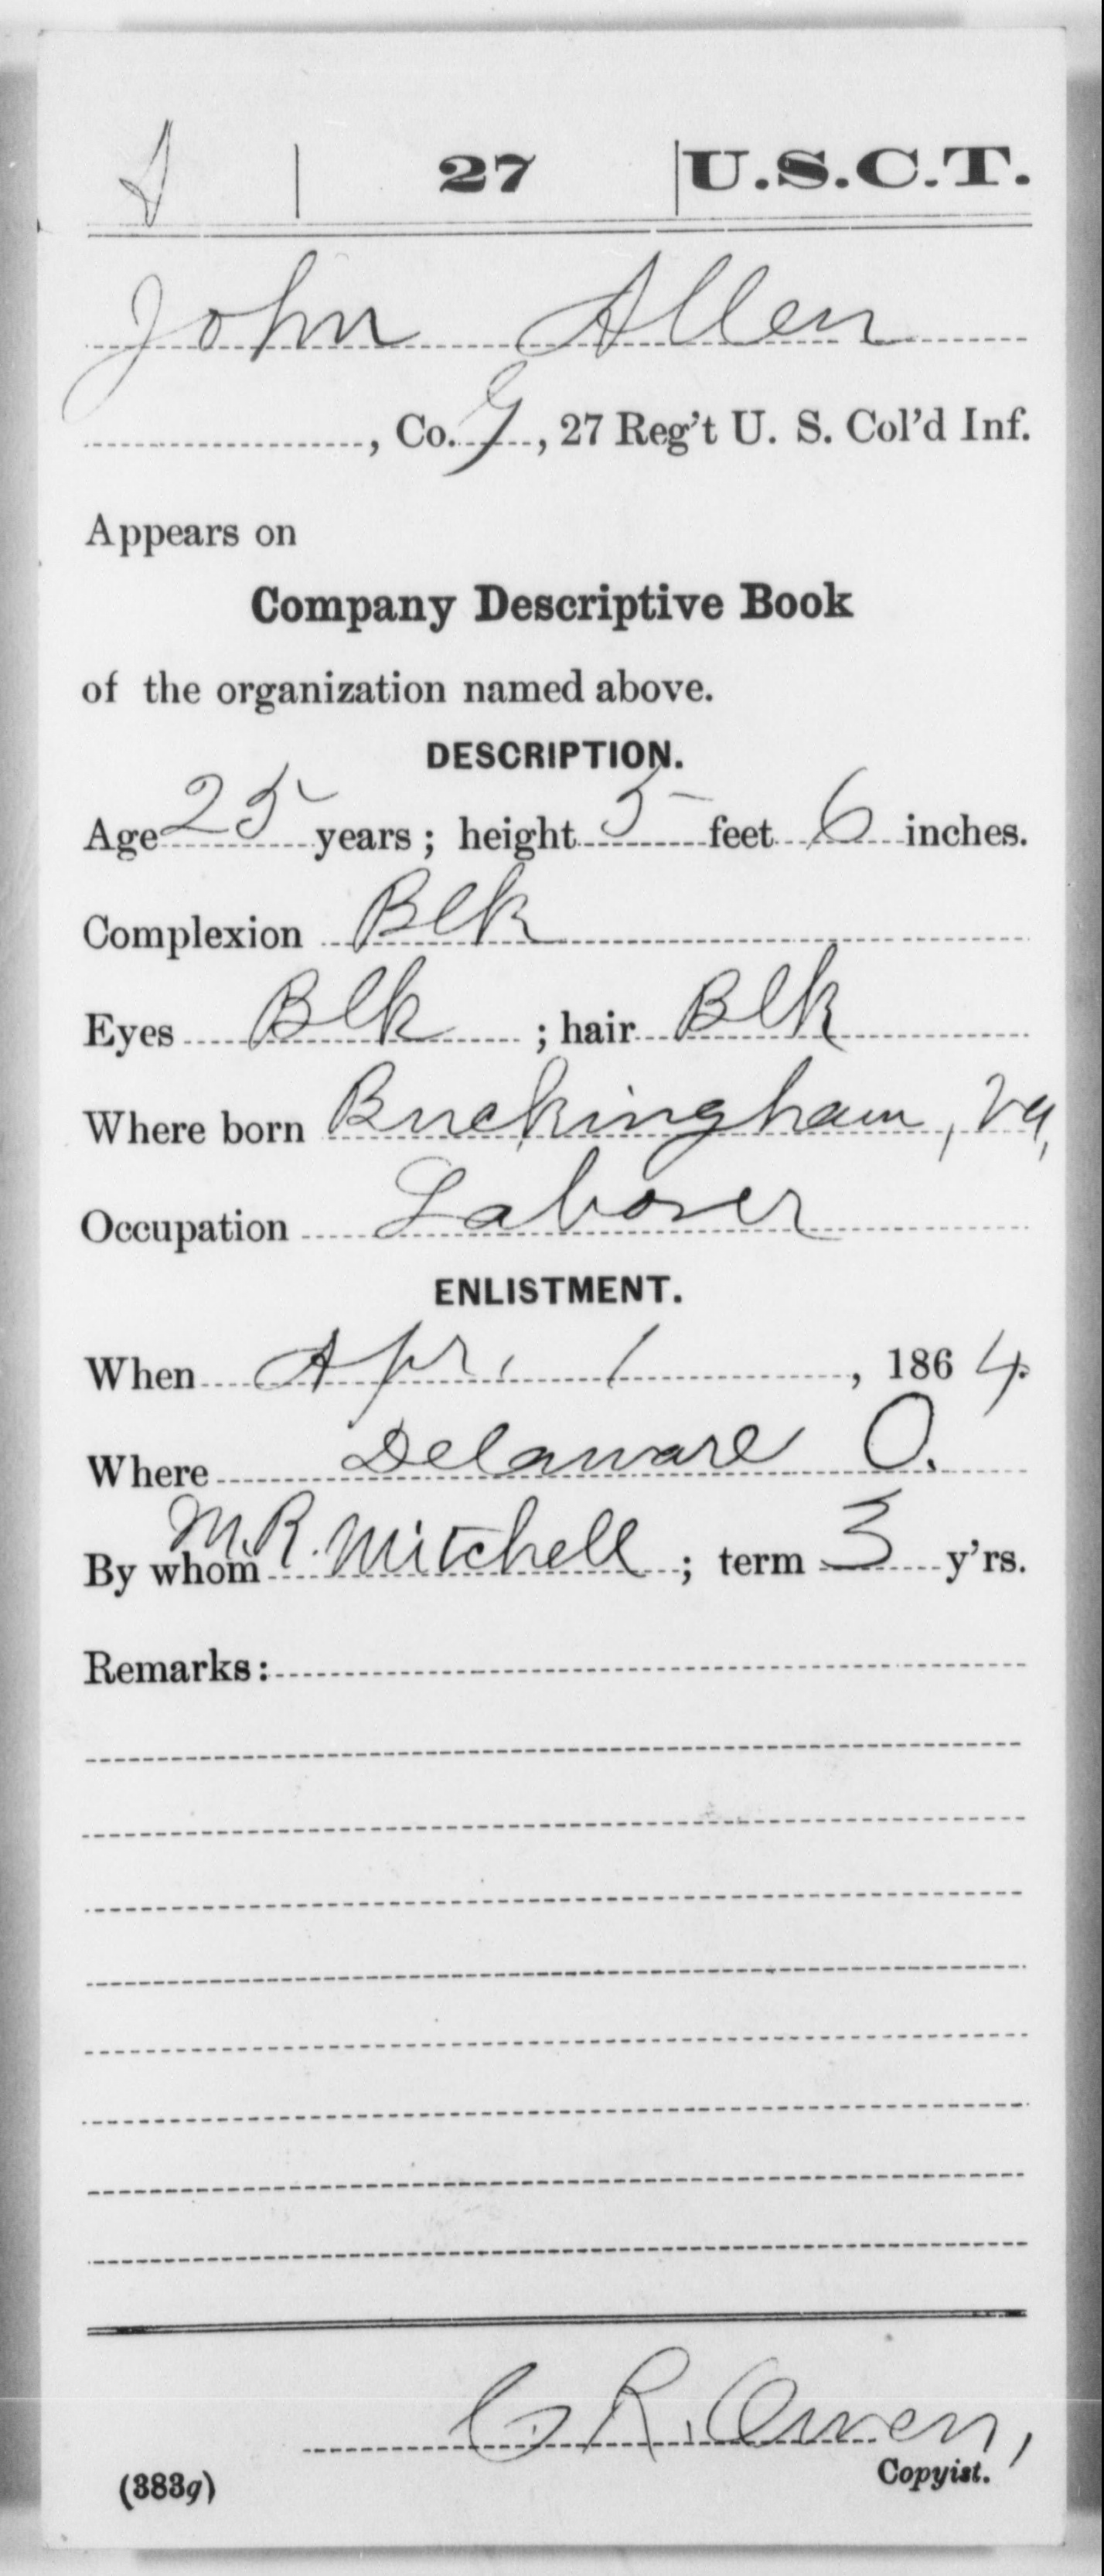 27 U.S.C.T.
John Allen
, Co. G, 27 Reg't U. S. Col'd Inf.
Appears on
Company Descriptive Book
of the organization named above.
DESCRIPTION.
Age 25 years; height 5 feet 6 inches.
Complexion Blk
Eyes Blk; hair Blk
Where born Buckingham, Va,
Occupation Laborer
ENLISTMENT.
When Apr. 1, 1864.
Where Delaware O.
By whom M.R. Mitchell; term 3 y'rs.
Remarks:
R. Owen,
(383g) Copyist.